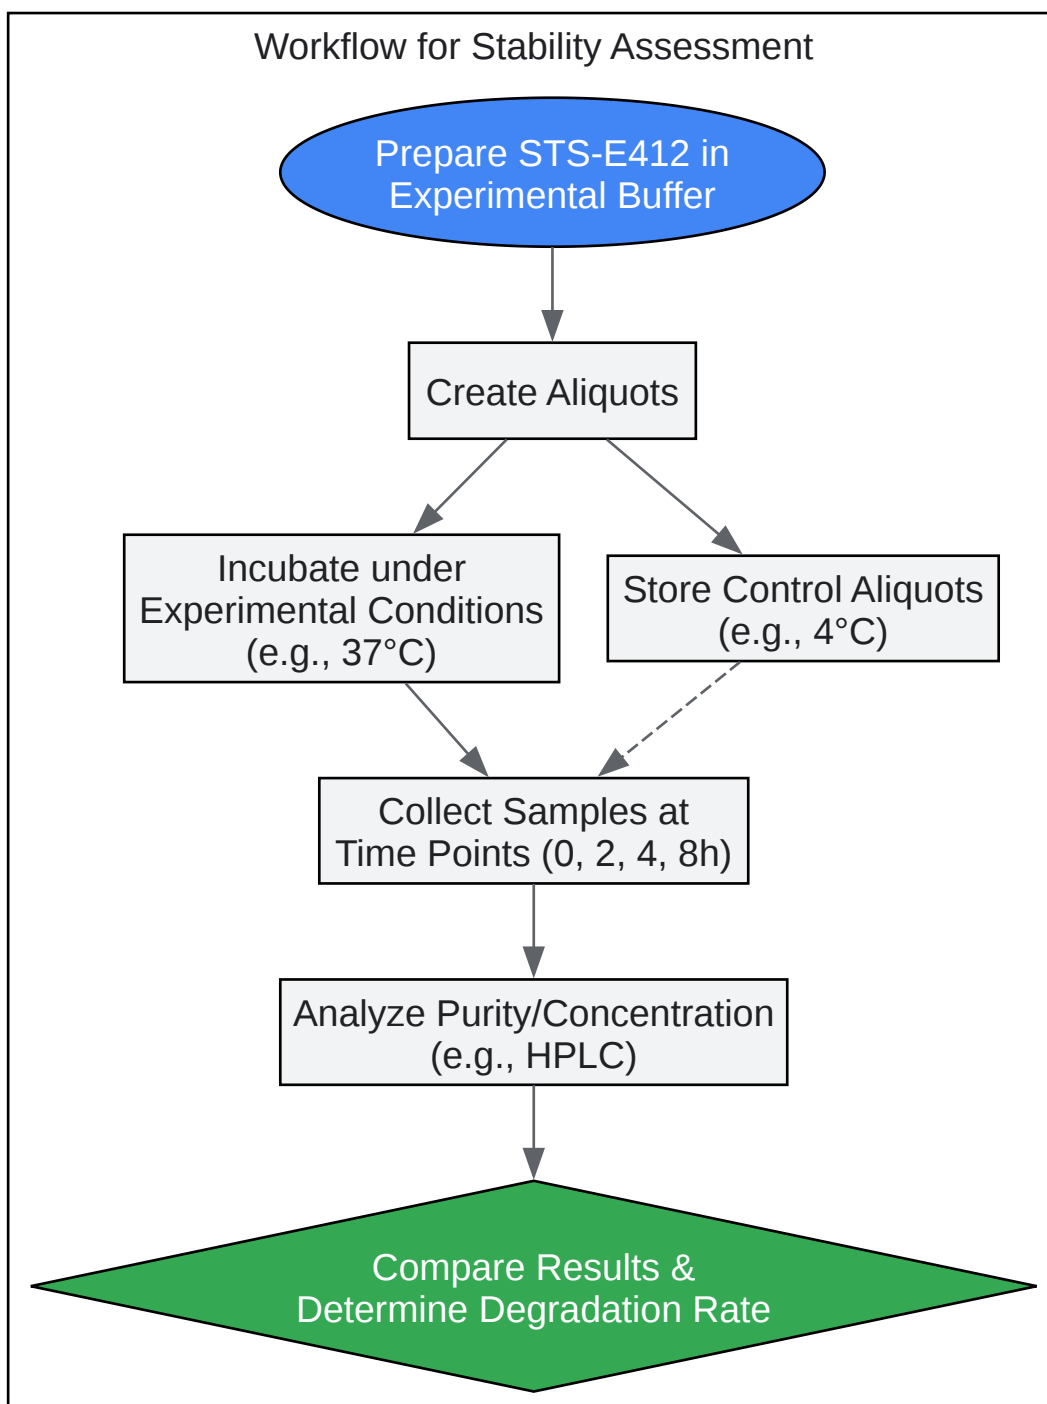 Workflow for Stability Assessment
Prepare STS-E412 in
Experimental Buffer
Create Aliquots
Incubate under
Experimental Conditions
(e.g., 37°C)
Store Control Aliquots
(e.g., 4°C)
Collect Samples at
Time Points (0, 2, 4, 8h)
Analyze Purity/Concentration
(e.g., HPLC)
Compare Results &
Determine Degradation Rate